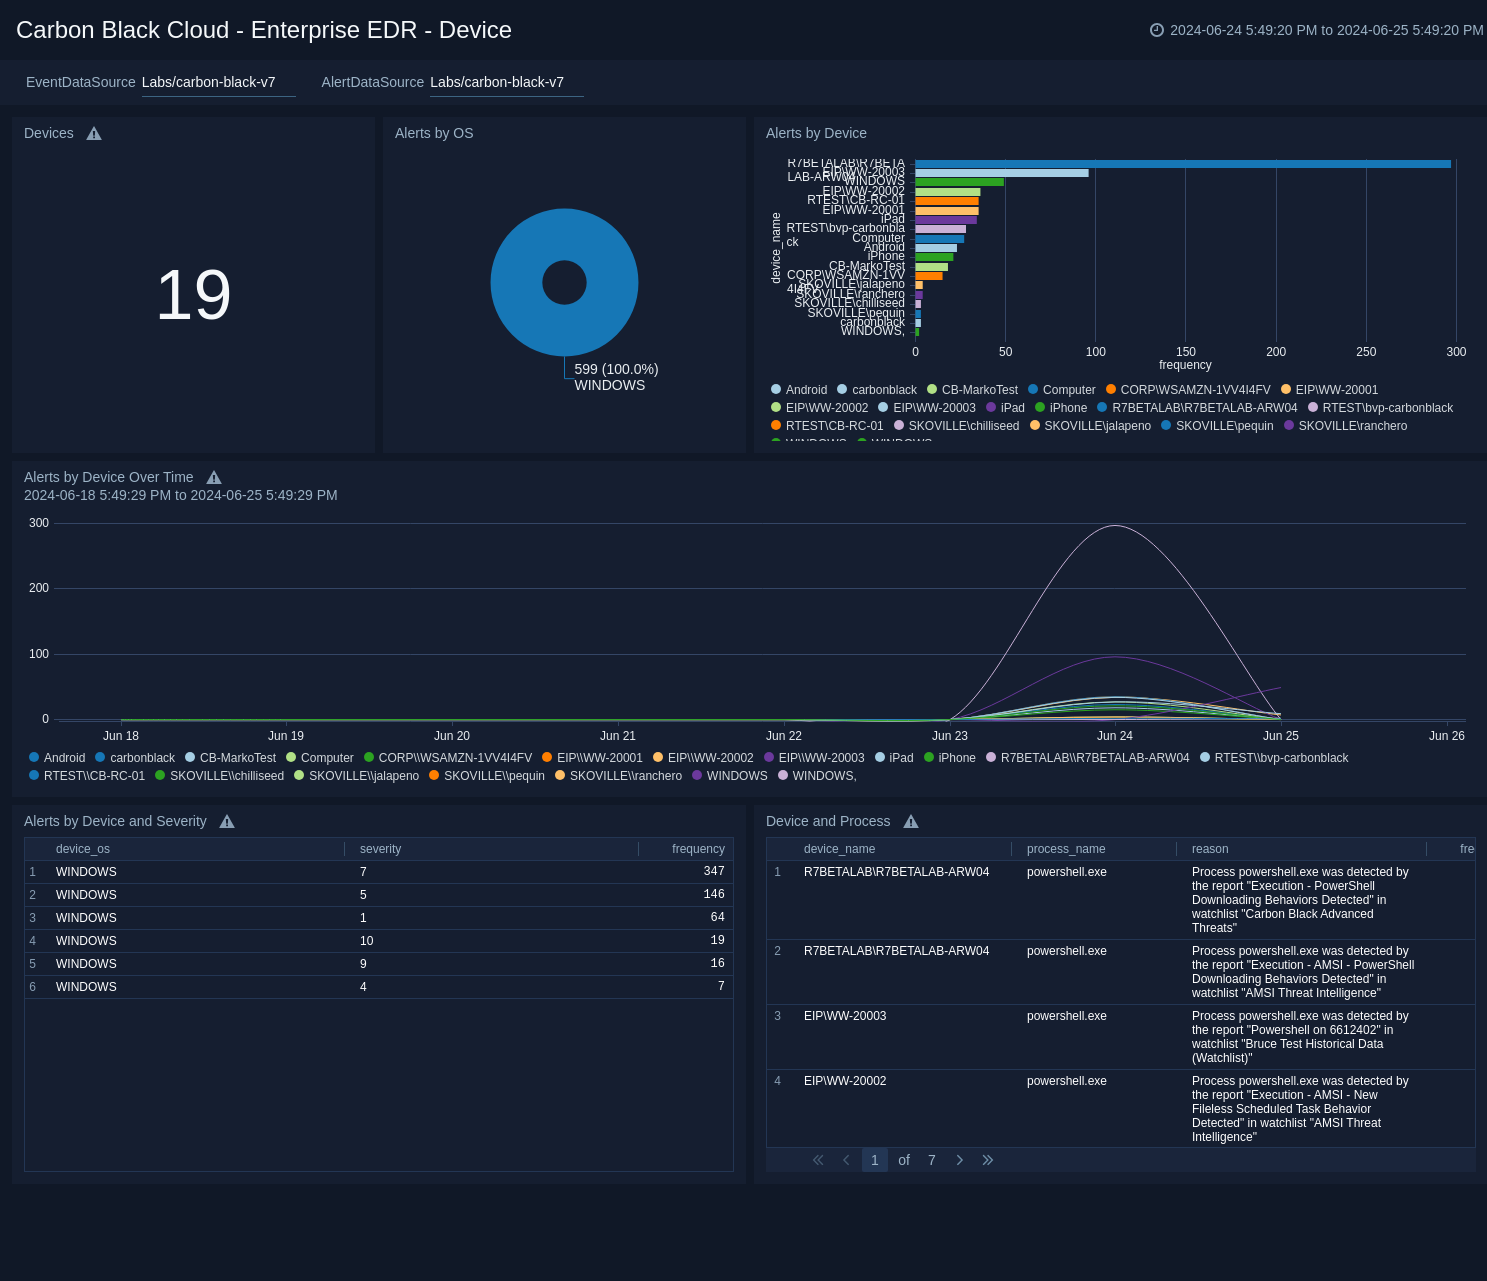 Carbon Black Cloud - Enterprise EDR - Device
2024-06-24 5:49:20 PM to 2024-06-25 5:49:20 PM
EventDataSource Labs/carbon-black-v7 AlertDataSource Labs/carbon-black-v7
Devices
19
Alerts by OS
599 (100.0%)
WINDOWS
Alerts by Device
device_name
R7BETALAB\R7BETA
LAB-ARW04
EIP\WW-20003
WINDOWS
EIP\WW-20002
RTEST\CB-RC-01
EIP\WW-20001
iPad
RTEST\bvp-carbonbla
ck
Computer
Android
iPhone
CB-MarkoTest
CORP\WSAMZN-1VV
4I4FV
SKOVILLE\jalapeno
SKOVILLE\ranchero
SKOVILLE\chilliseed
SKOVILLE\pequin
carbonblack
WINDOWS,
0 50 100 150 200 250 300
frequency
Android carbonblack CB-MarkoTest Computer CORP\WSAMZN-1VV4I4FV EIP\WW-20001
EIP\WW-20002 EIP\WW-20003 iPad iPhone R7BETALAB\R7BETALAB-ARW04 RTEST\bvp-carbonblack
RTEST\CB-RC-01 SKOVILLE\chilliseed SKOVILLE\jalapeno SKOVILLE\pequin SKOVILLE\ranchero
Alerts by Device Over Time
2024-06-18 5:49:29 PM to 2024-06-25 5:49:29 PM
300
200
100
0
Jun 18 Jun 19 Jun 20 Jun 21 Jun 22 Jun 23 Jun 24 Jun 25 Jun 26
Android carbonblack CB-MarkoTest Computer CORP\\WSAMZN-1VV4I4FV EIP\\WW-20001 EIP\\WW-20002 EIP\\WW-20003 iPad iPhone R7BETALAB\\R7BETALAB-ARW04 RTEST\\bvp-carbonblack
RTEST\\CB-RC-01 SKOVILLE\\chilliseed SKOVILLE\\jalapeno SKOVILLE\\pequin SKOVILLE\\ranchero WINDOWS WINDOWS,
Alerts by Device and Severity
device_os severity frequency
1 WINDOWS 7 347
2 WINDOWS 5 146
3 WINDOWS 1 64
4 WINDOWS 10 19
5 WINDOWS 9 16
6 WINDOWS 4 7
Device and Process
device_name process_name reason fre
1 R7BETALAB\R7BETALAB-ARW04 powershell.exe Process powershell.exe was detected by
the report "Execution - PowerShell
Downloading Behaviors Detected" in
watchlist "Carbon Black Advanced
Threats"
2 R7BETALAB\R7BETALAB-ARW04 powershell.exe Process powershell.exe was detected by
the report "Execution - AMSI - PowerShell
Downloading Behaviors Detected" in
watchlist "AMSI Threat Intelligence"
3 EIP\WW-20003 powershell.exe Process powershell.exe was detected by
the report "Powershell on 6612402" in
watchlist "Bruce Test Historical Data
(Watchlist)"
4 EIP\WW-20002 powershell.exe Process powershell.exe was detected by
the report "Execution - AMSI - New
Fileless Scheduled Task Behavior
Detected" in watchlist "AMSI Threat
Intelligence"
1 of 7